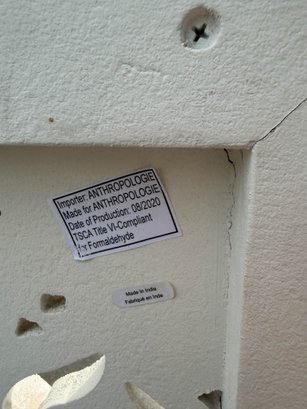 Importer: ANTHROPOLOGIE
Made for ANTHROPOLOGIE
Date of Production: 08/2020
TSCA Title VI-Compliant
for Formaldehyde
Made in India
Fabriqué en Inde